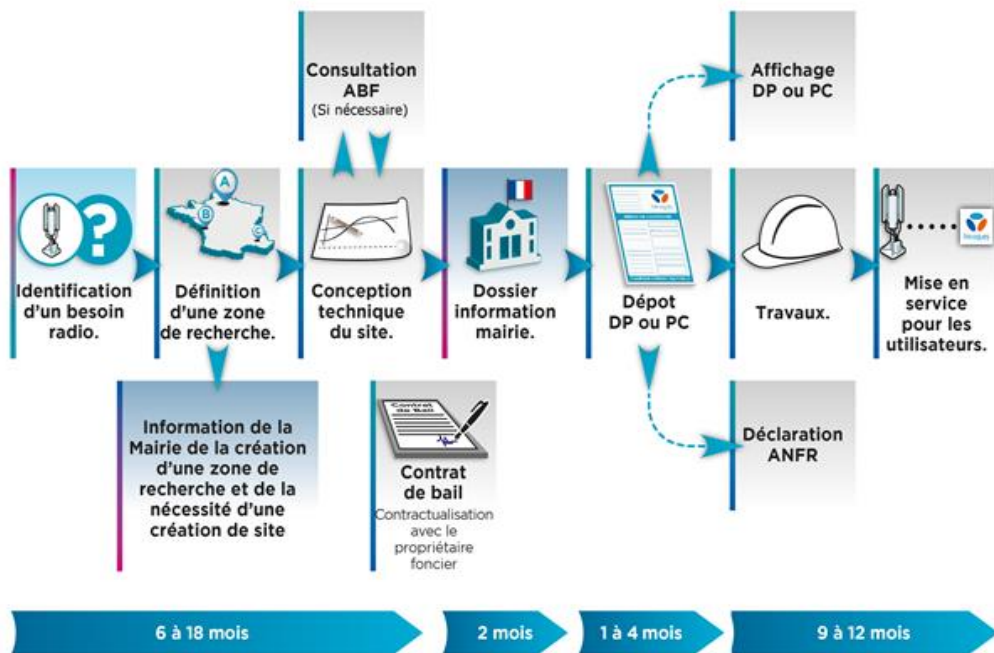 Consultation
ABF
(Si nécessaire)
Affichage
DP ou PC
A
B
C
Identification
d'un besoin
radio.
Définition
d'une zone
de recherche.
Conception
technique
du site.
Dossier
information
mairie.
Dépot
DP ou PC
Travaux.
Mise en
service
pour les
utilisateurs.
Information de la
Mairie de la création
d'une zone de
recherche et de la
nécessité d'une
création de site
Contrat
de Bail
Contrat
de bail
Contractualisation
avec le
propriétaire
foncier
Déclaration
ANFR
6 à 18 mois
2 mois
1 à 4 mois
9 à 12 mois